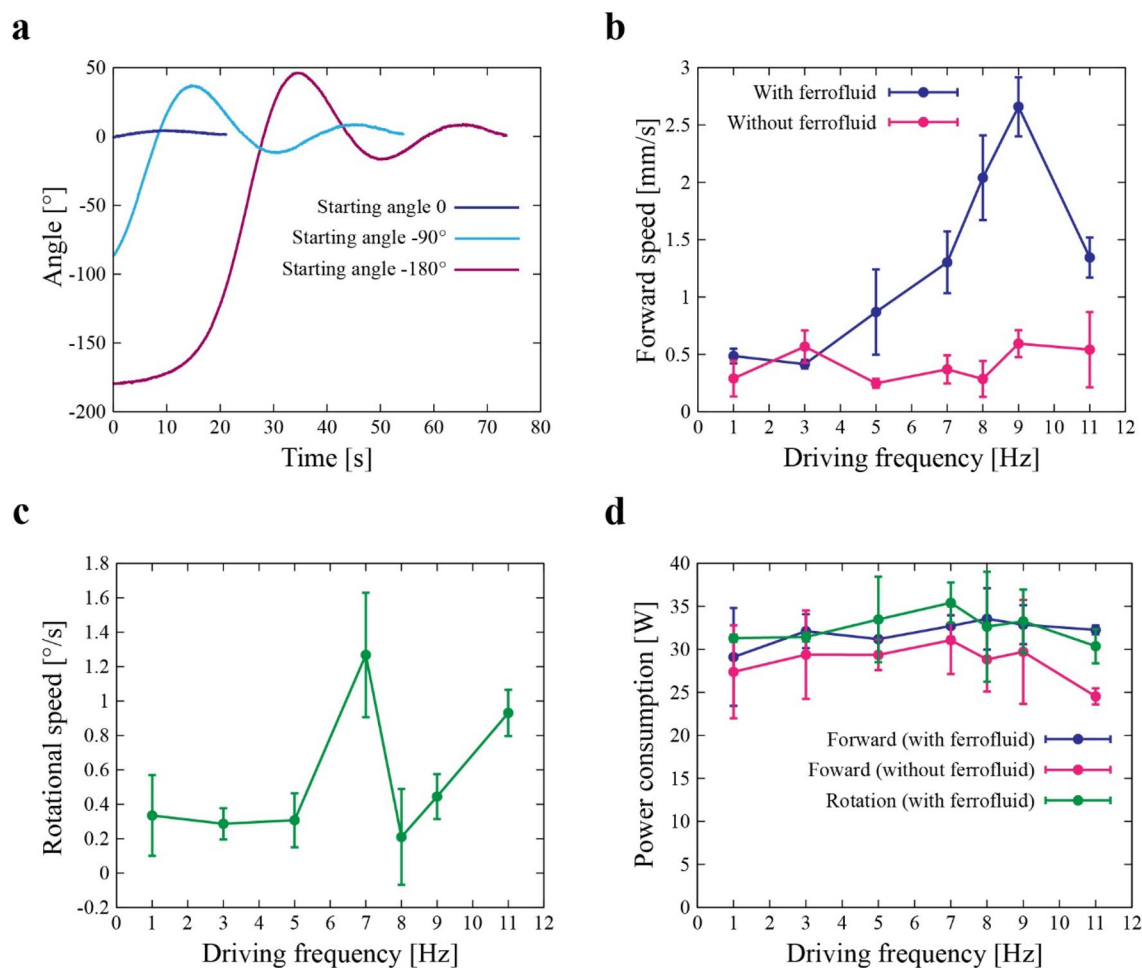 a
50
0
-50
-100
-150
-200
Angle [°]
Starting angle 0
Starting angle -90°
Starting angle -180°
0 10 20 30 40 50 60 70 80
Time [s]
b
3
2.5
2
1.5
1
0.5
0
Forward speed [mm/s]
With ferrofluid
Without ferrofluid
0 1 2 3 4 5 6 7 8 9 10 11 12
Driving frequency [Hz]
c
1.8
1.6
1.4
1.2
1
0.8
0.6
0.4
0.2
0
-0.2
Rotational speed [°/s]
0 1 2 3 4 5 6 7 8 9 10 11 12
Driving frequency [Hz]
d
40
35
30
25
20
15
10
5
0
Power consumption [W]
Forward (with ferrofluid)
Foward (without ferrofluid)
Rotation (with ferrofluid)
0 1 2 3 4 5 6 7 8 9 10 11 12
Driving frequency [Hz]